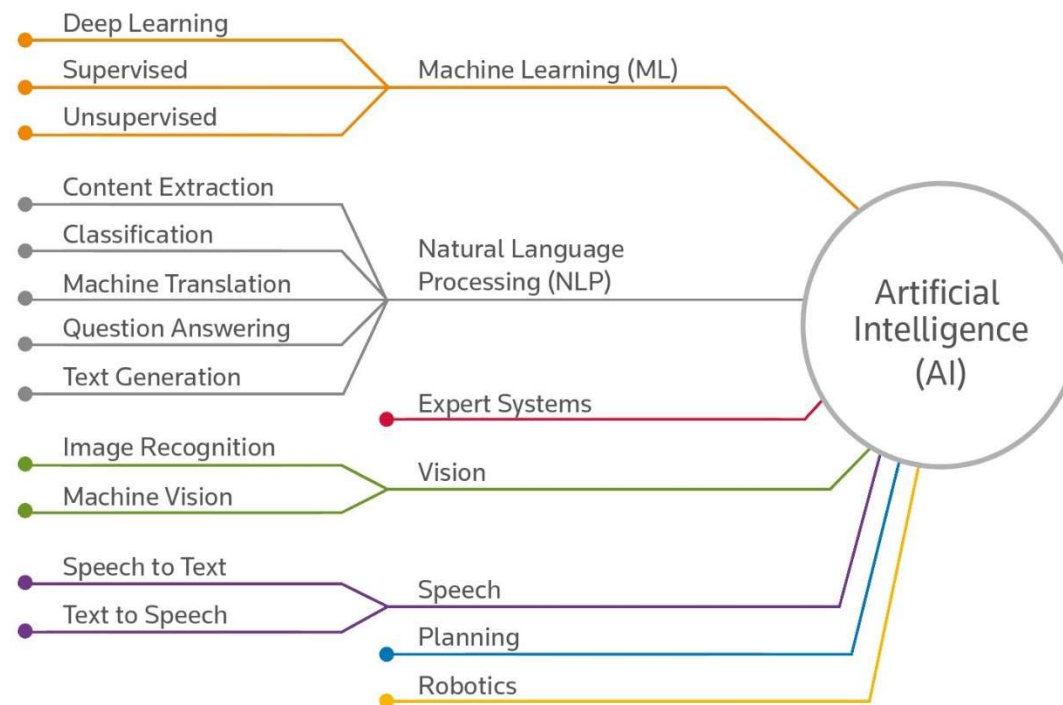 Deep Learning
Supervised
Unsupervised
Machine Learning (ML)
Content Extraction
Classification
Machine Translation
Question Answering
Text Generation
Natural Language
Processing (NLP)
Expert Systems
Image Recognition
Machine Vision
Vision
Speech to Text
Text to Speech
Speech
Planning
Robotics
Artificial
Intelligence
(AI)